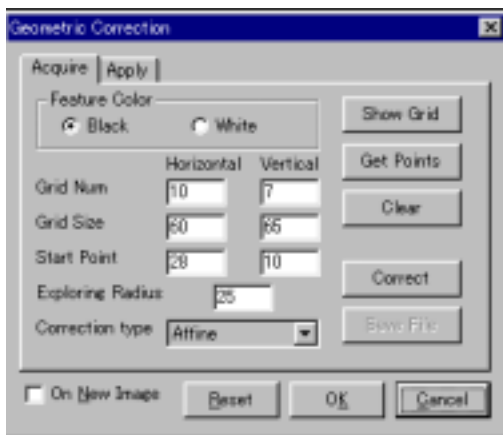 Geometric Correction
Acquire Apply
Feature Color
Black White
Show Grid
Horizontal Vertical
Get Points
Grid Num 10 7
Grid Size 60 65
Clear
Start Point 28 10
Exploring Radius 25
Correct
Correction type Affine
Save File
On New Image Reset OK Cancel